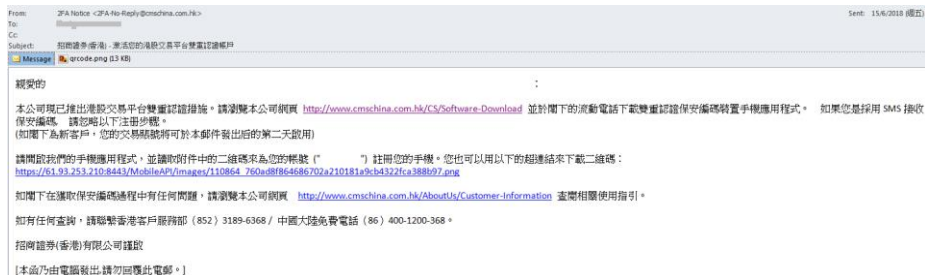 From: 2FA Notice <2FA-No-Reply@cmschina.com.hk> Sent: 15/6/2018 (週五)
To:
Cc:
Subject: 招商證券(香港) - 激活您的港股交易平台雙重認證帳戶
Message qrcode.png (13 KB)
親愛的 :
本公司現已推出港股交易平台雙重認證措施。請瀏覽本公司網頁 http://www.cmschina.com.hk/CS/Software-Download 並於閣下的流動電話下載雙重認證保安編碼裝置手機應用程式。 如果您是採用 SMS 接收
保安編碼, 請忽略以下注册步驟。
(如閣下為新客戶,您的交易賬號將可於本郵件發出后的第二天啟用)
請開啟我們的手機應用程式,並讀取附件中的二維碼來為您的帳號 (" ") 註冊您的手機。您也可以用以下的超連結來下載二維碼:
https://61.93.253.210:8443/MobileAPI/images/110864_760ad8f864686702a210181a9cb4322fca388b97.png
如閣下在獲取保安編碼過程中有任何問題,請瀏覽本公司網頁 http://www.cmschina.com.hk/AboutUs/Customer-Information 查閱相關使用指引。
如有任何查詢,請聯繫香港客戶服務部(852)3189-6368 / 中國大陸免費電話(86)400-1200-368。
招商證券(香港)有限公司謹啟
[本函乃由電腦發出,請勿回覆此電郵。]